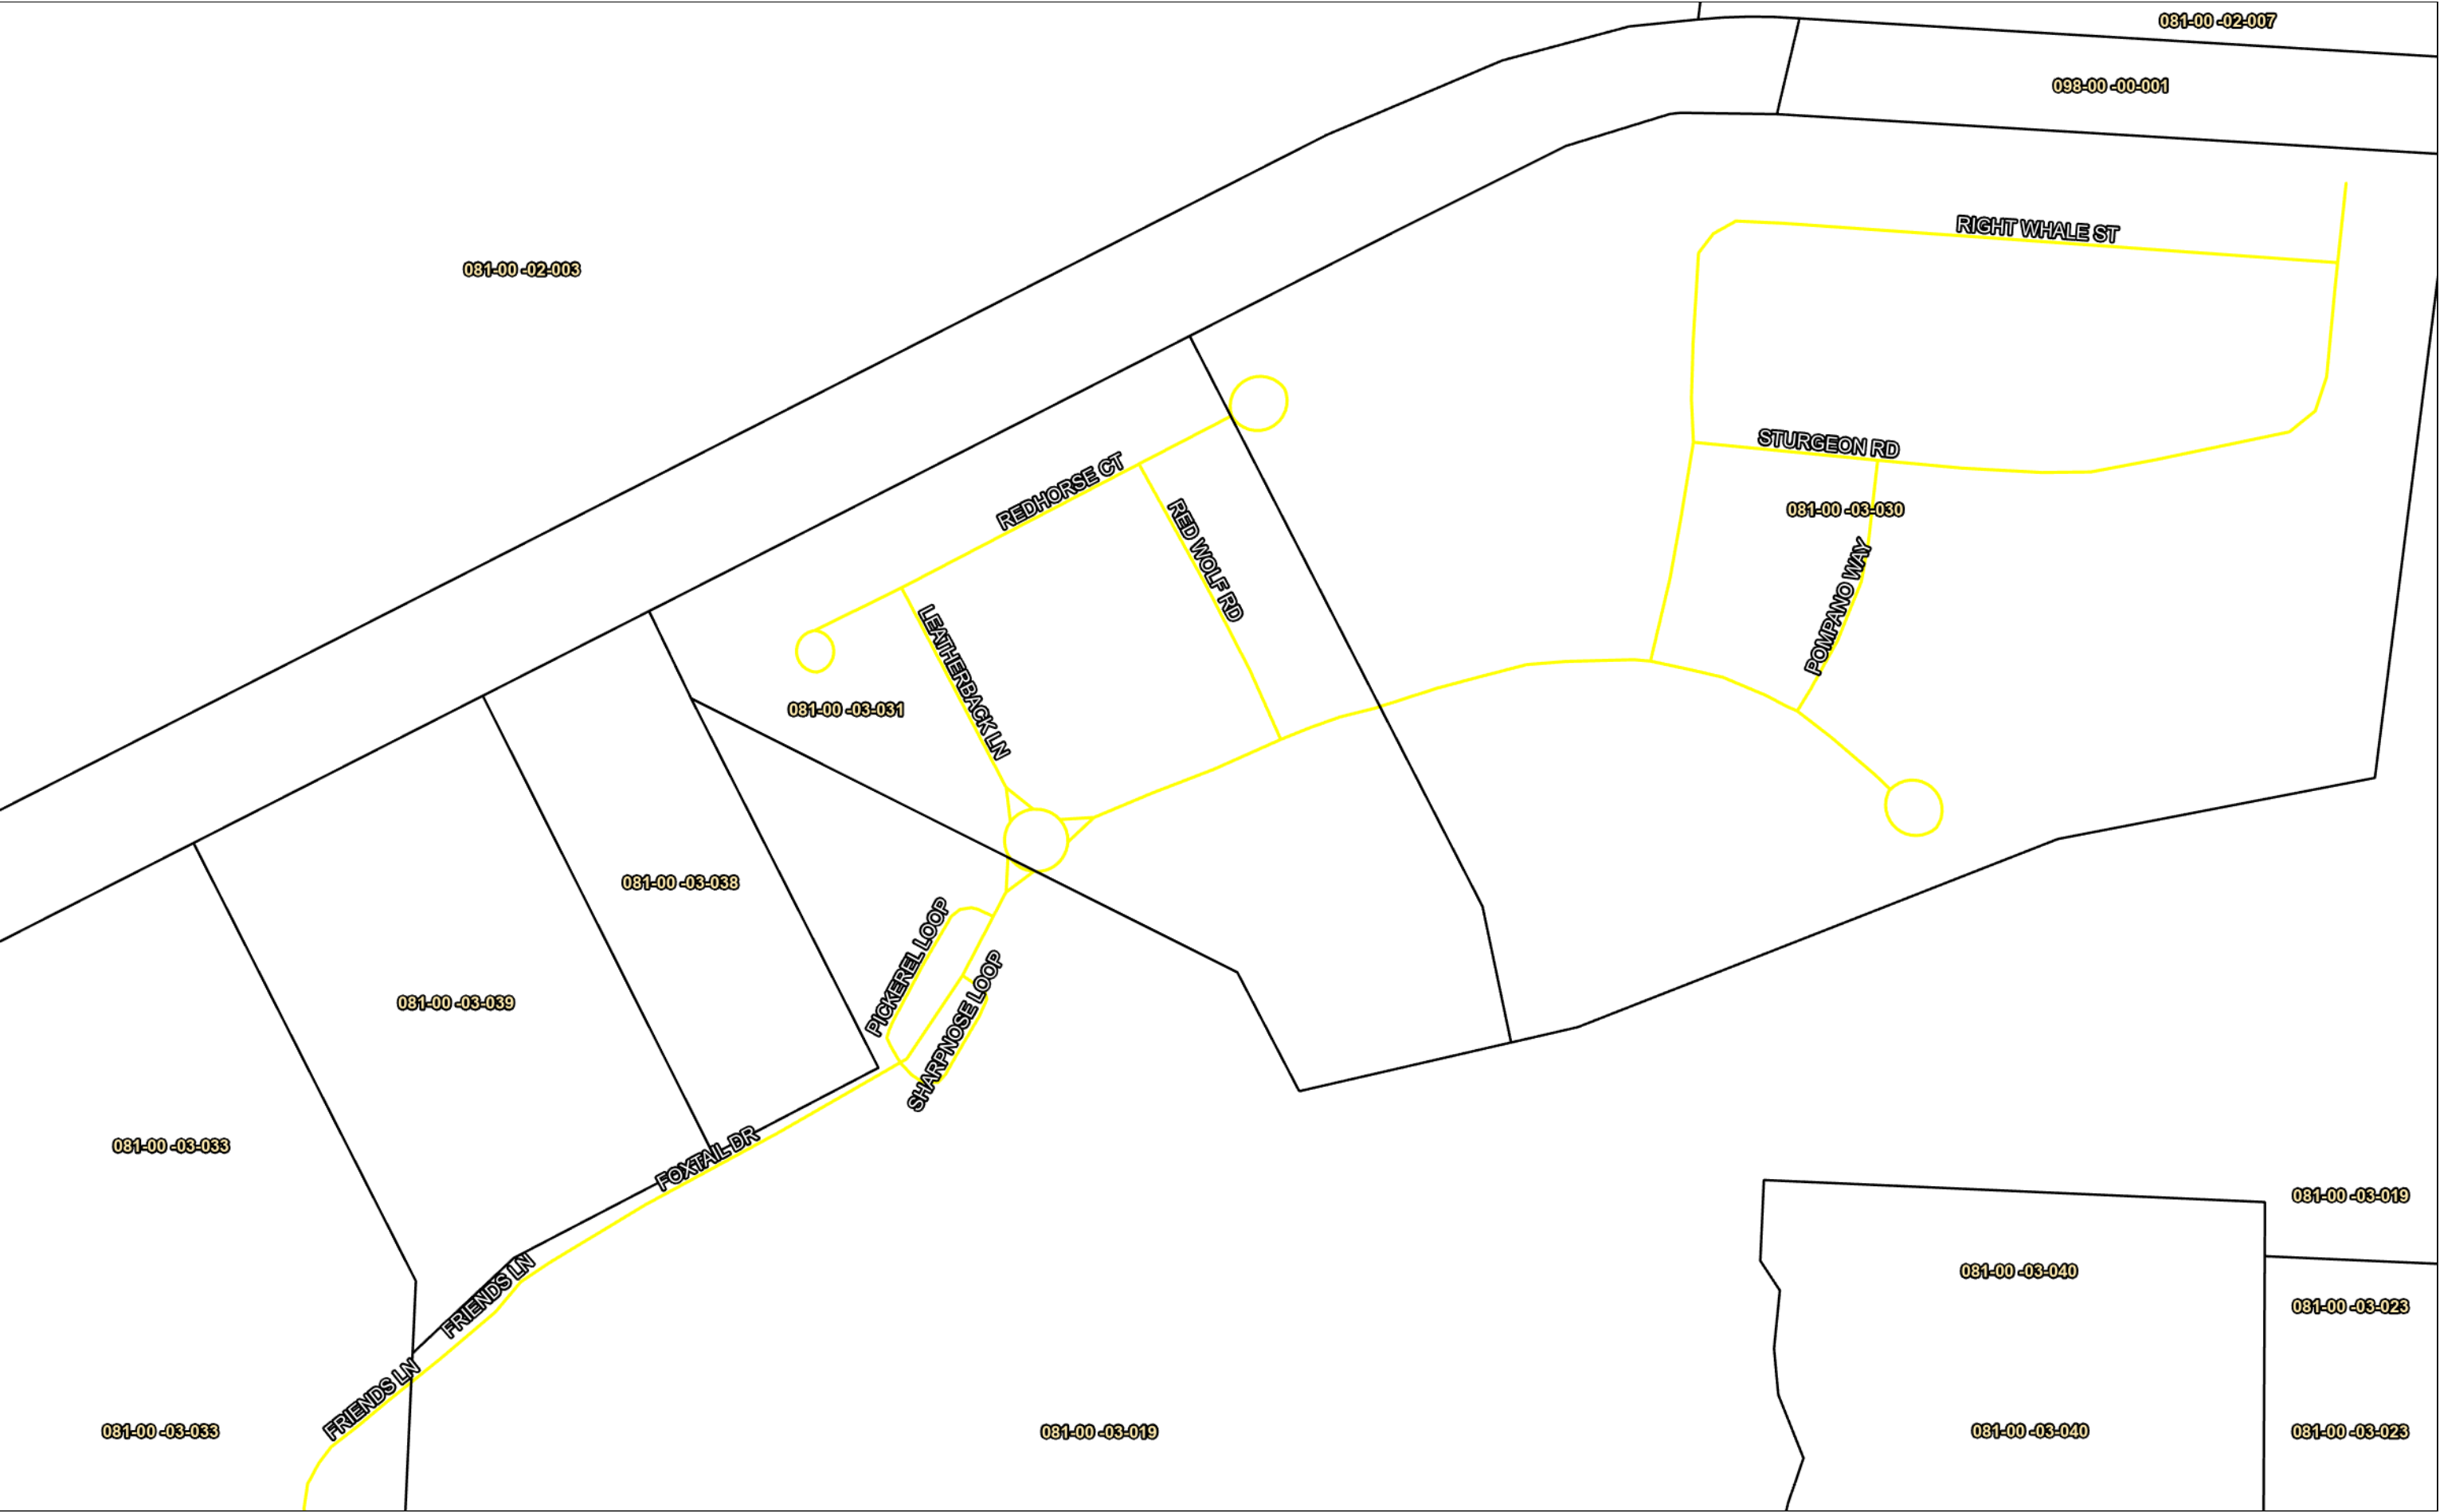 081-00 -02-007
098-00 -00-001
RIGHT WHALE ST
081-00 -02-003
STURGEON RD
REDHORSE CT
081-00 -03-030
RED WOLF RD
POMPANO WAY
LEATHERBACK LN
081-00 -03-031
081-00 -03-038
PICKEREL LOOP
081-00 -03-039
SHARPNOSE LOOP
081-00 -03-033
FOXTAIL DR
081-00 -03-019
081-00 -03-040
FRIENDS LN
081-00 -03-023
FRIENDS LN
081-00 -03-033
081-00 -03-019
081-00 -03-040
081-00 -03-023